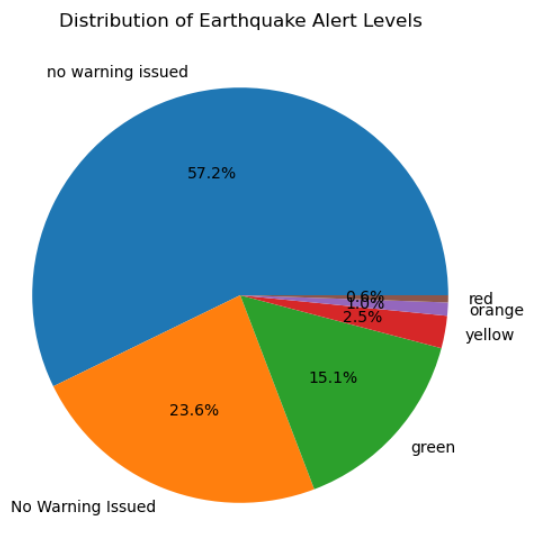 Distribution of Earthquake Alert Levels
no warning issued
57.2%
0.6%
red
1.0%
orange
2.5%
yellow
15.1%
green
23.6%
No Warning Issued